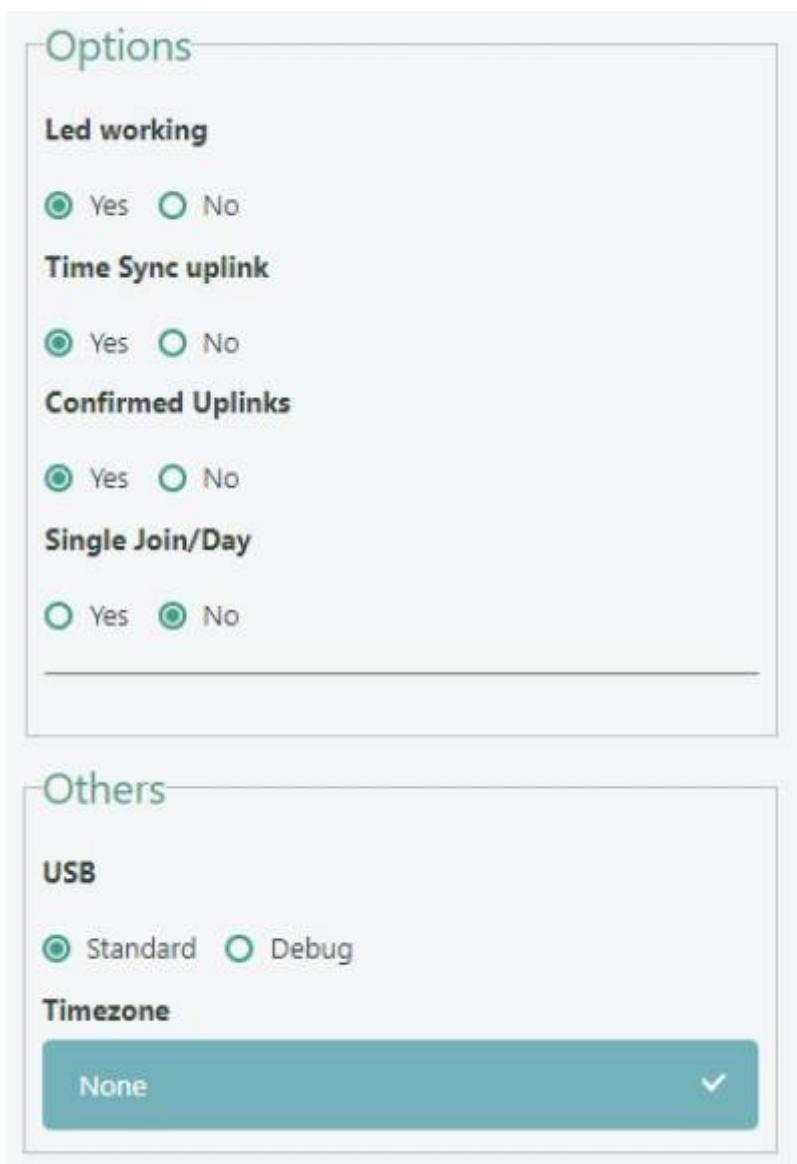 Options
Led working
Yes No
Time Sync uplink
Yes No
Confirmed Uplinks
Yes No
Single Join/Day
Yes No
Others
USB
Standard Debug
Timezone
None